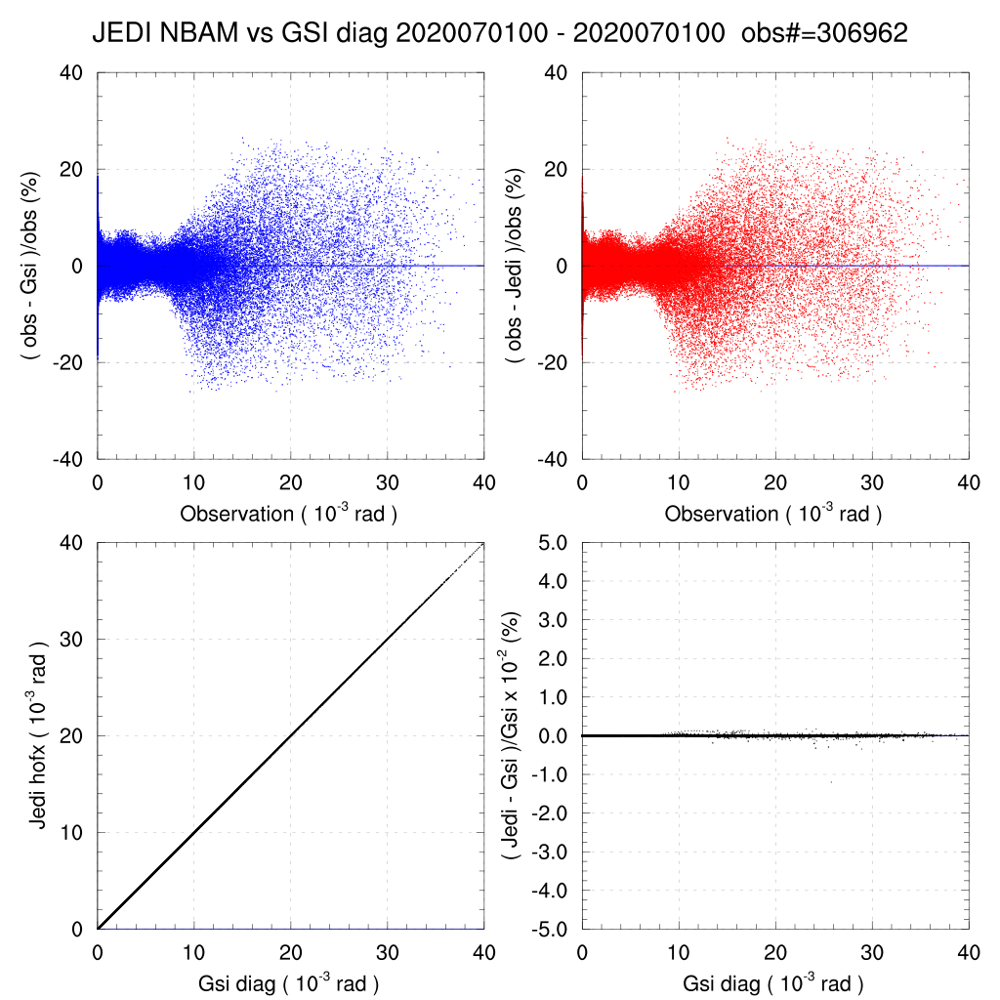 JEDI NBAM vs GSI diag 2020070100 - 2020070100 obs#=306962
( obs - Gsi )/obs (%)
40
20
0
-20
-40
0 10 20 30 40
Observation ( 10⁻³ rad )
( obs - Jedi )/obs (%)
40
20
0
-20
-40
0 10 20 30 40
Observation ( 10⁻³ rad )
Jedi hofx ( 10⁻³ rad )
40
30
20
10
0
0 10 20 30 40
Gsi diag ( 10⁻³ rad )
( Jedi - Gsi )/Gsi x 10⁻² (%)
5.0
4.0
3.0
2.0
1.0
0.0
-1.0
-2.0
-3.0
-4.0
-5.0
0 10 20 30 40
Gsi diag ( 10⁻³ rad )